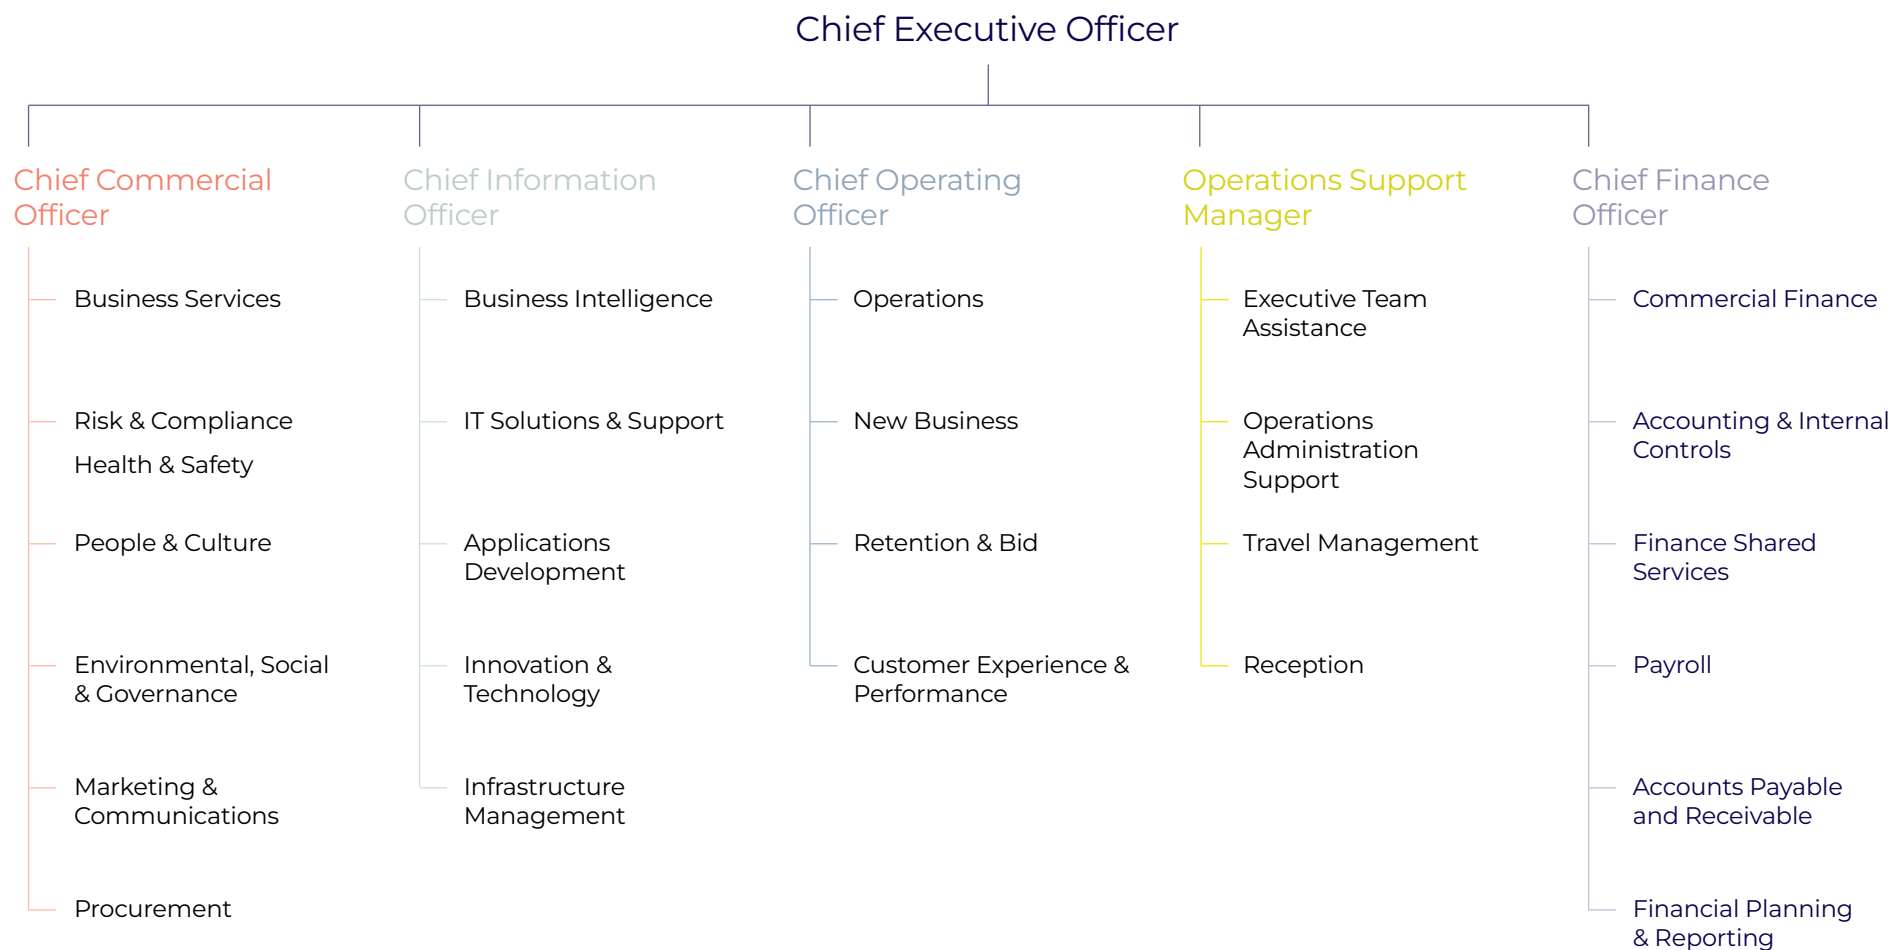 Chief Executive Officer
Chief Commercial
Officer
Business Services
Risk & Compliance
Health & Safety
People & Culture
Environmental, Social
& Governance
Marketing &
Communications
Procurement
Chief Information
Officer
Business Intelligence
IT Solutions & Support
Applications
Development
Innovation &
Technology
Infrastructure
Management
Chief Operating
Officer
Operations
New Business
Retention & Bid
Customer Experience &
Performance
Operations Support
Manager
Executive Team
Assistance
Operations
Administration
Support
Travel Management
Reception
Chief Finance
Officer
Commercial Finance
Accounting & Internal
Controls
Finance Shared
Services
Payroll
Accounts Payable
and Receivable
Financial Planning
& Reporting